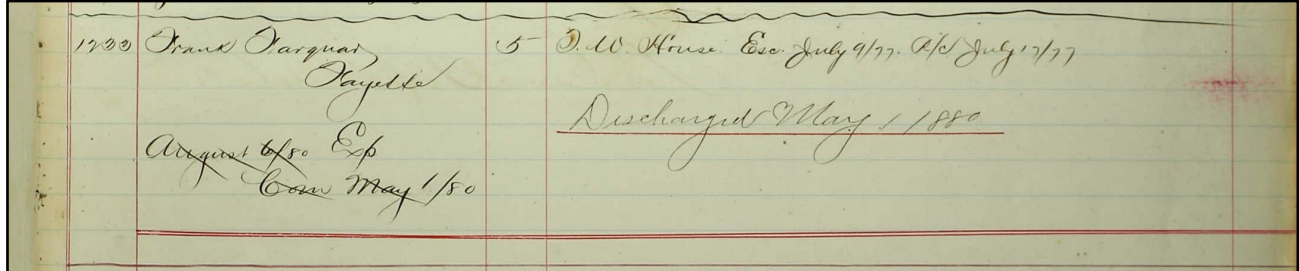 1233 Frank Farquar 5 T. W. House. Esc. July 9/77. R/C July 17/77
Fayette
Discharged May 1 1880
August 6/80 Exp
Com May 1/80